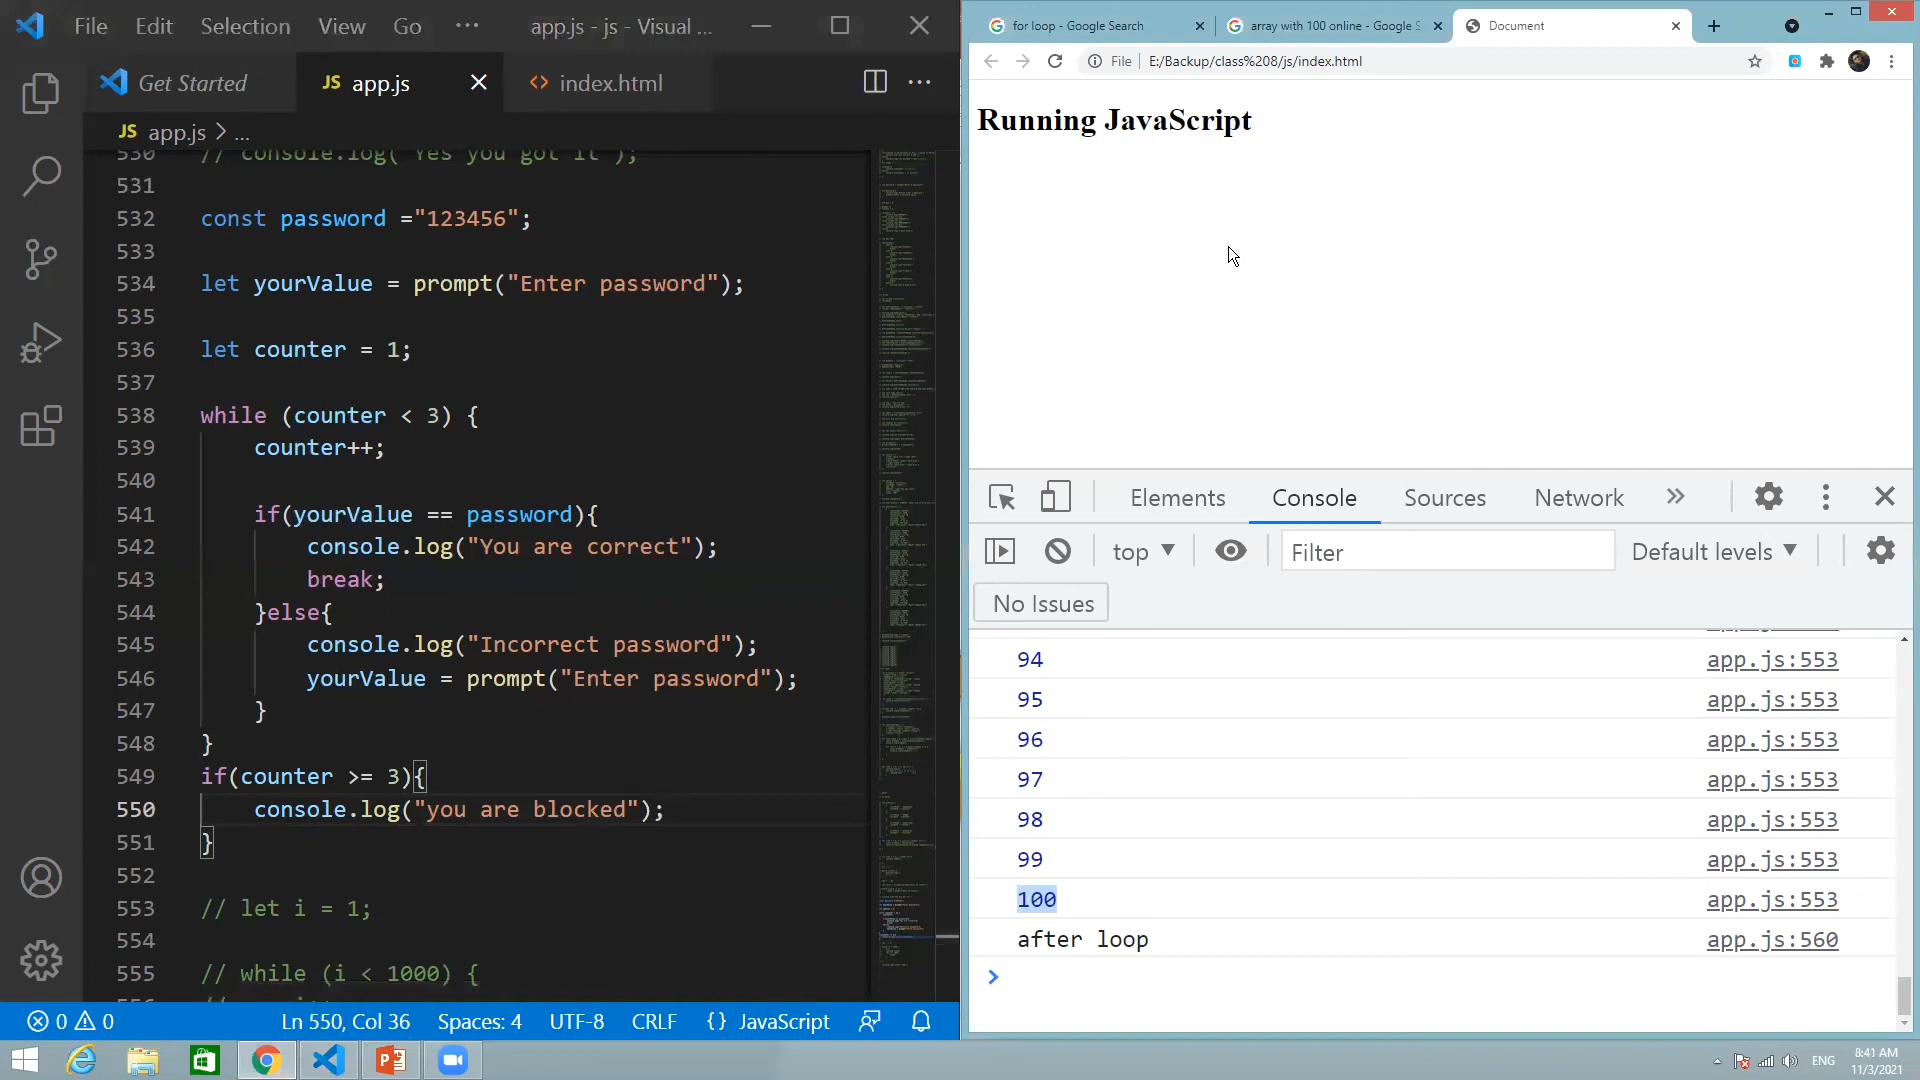 File Edit Selection View Go ··· app.js - js - Visual ...
Get Started JS app.js index.html ···
JS app.js > ...
530 // console.log("Yes you got it");
531
532 const password ="123456";
533
534 let yourValue = prompt("Enter password");
535
536 let counter = 1;
537
538 while (counter < 3) {
539 counter++;
540
541 if(yourValue == password){
542 console.log("You are correct");
543 break;
544 }else{
545 console.log("Incorrect password");
546 yourValue = prompt("Enter password");
547 }
548 }
549 if(counter >= 3){
550 console.log("you are blocked");
551 }
552
553 // let i = 1;
554
555 // while (i < 1000) {
0 0 Ln 550, Col 36 Spaces: 4 UTF-8 CRLF {} JavaScript
for loop - Google Search array with 100 online - Google S Document
File E:/Backup/class%208/js/index.html
Running JavaScript
Elements Console Sources Network »
top Filter Default levels
No Issues
94 app.js:553
95 app.js:553
96 app.js:553
97 app.js:553
98 app.js:553
99 app.js:553
100 app.js:553
after loop app.js:560
>
ENG 8:41 AM
11/3/2021